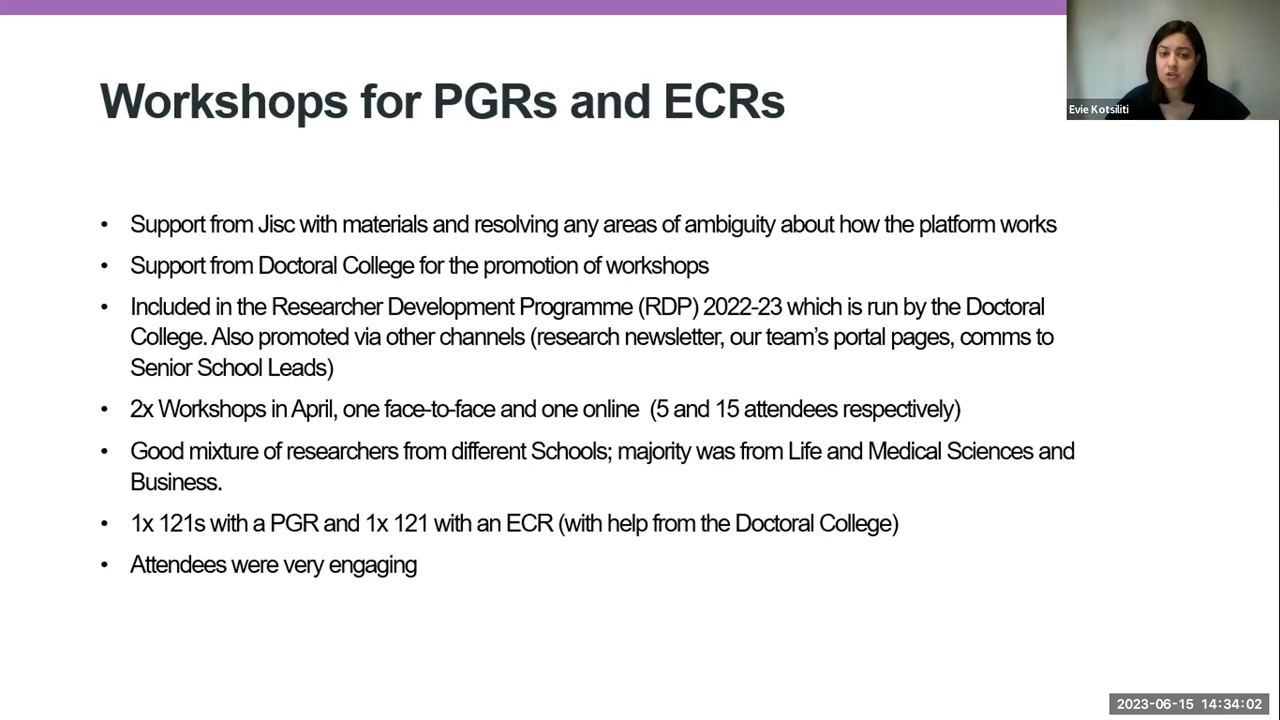 Workshops for PGRs and ECRs
Evie Kotsiliti
• Support from Jisc with materials and resolving any areas of ambiguity about how the platform works
• Support from Doctoral College for the promotion of workshops
• Included in the Researcher Development Programme (RDP) 2022-23 which is run by the Doctoral
College. Also promoted via other channels (research newsletter, our team’s portal pages, comms to
Senior School Leads)
• 2x Workshops in April, one face-to-face and one online (5 and 15 attendees respectively)
• Good mixture of researchers from different Schools; majority was from Life and Medical Sciences and
Business.
• 1x 121s with a PGR and 1x 121 with an ECR (with help from the Doctoral College)
• Attendees were very engaging
2023-06-15 14:34:02